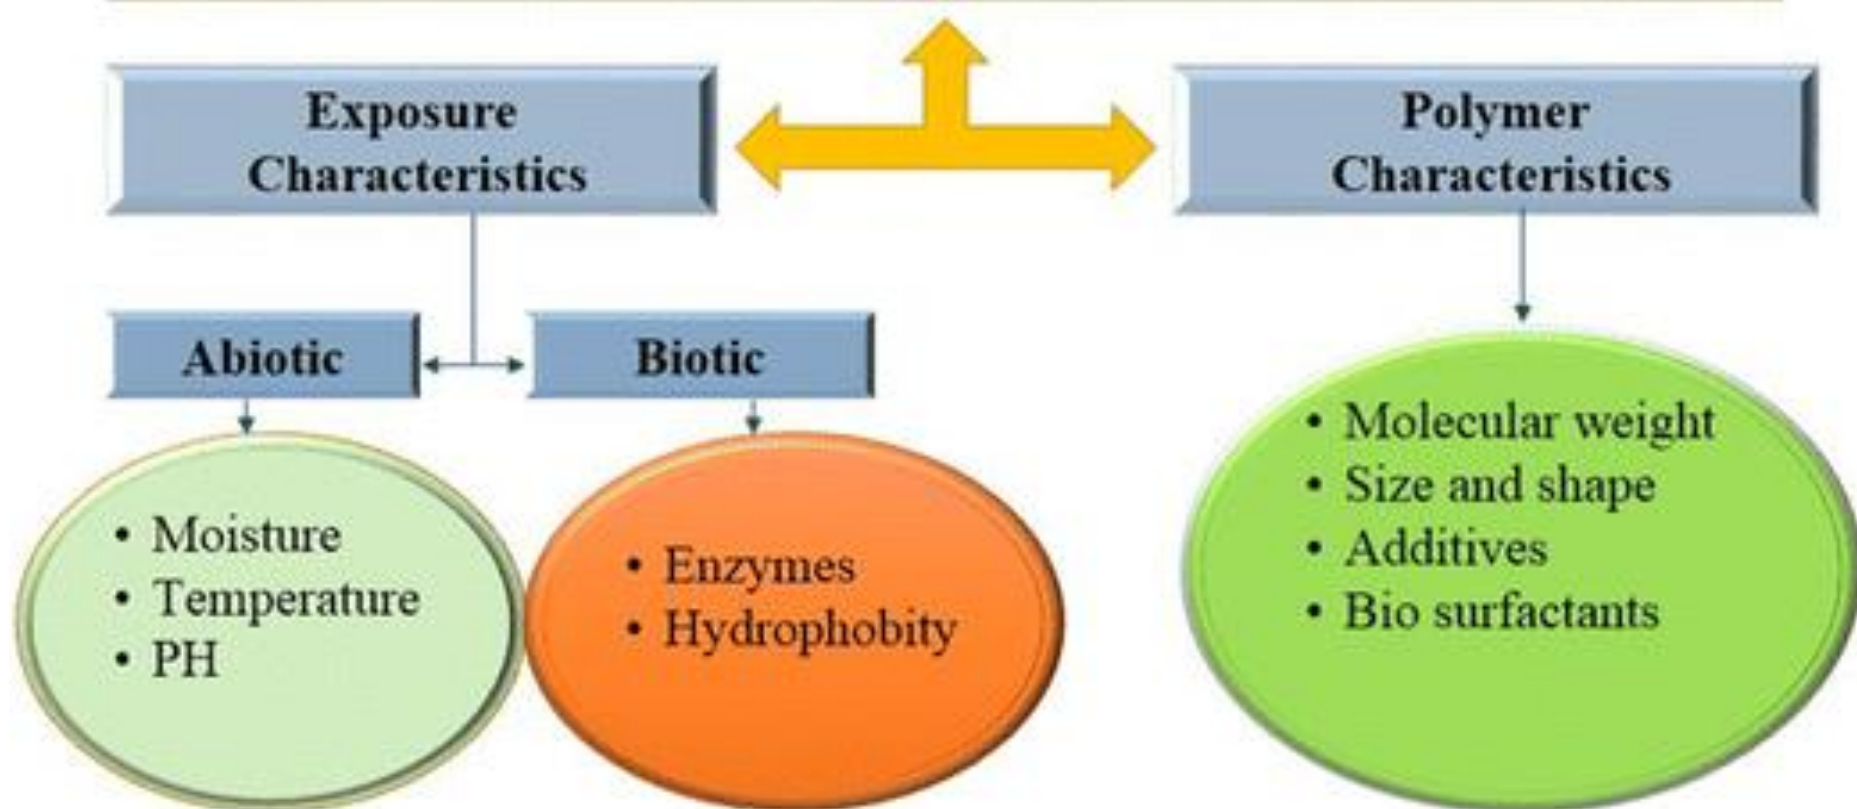 Exposure
Characteristics
Polymer
Characteristics
Abiotic
Biotic
• Moisture
• Temperature
• PH
• Enzymes
• Hydrophobity
• Molecular weight
• Size and shape
• Additives
• Bio surfactants